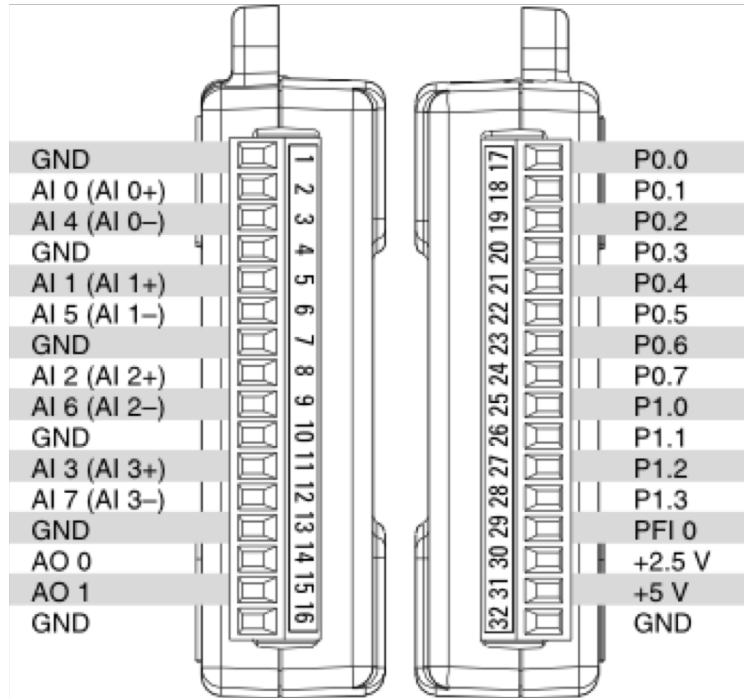 GND 1 17 P0.0
AI 0 (AI 0+) 2 18 P0.1
AI 4 (AI 0–) 3 19 P0.2
GND 4 20 P0.3
AI 1 (AI 1+) 5 21 P0.4
AI 5 (AI 1–) 6 22 P0.5
GND 7 23 P0.6
AI 2 (AI 2+) 8 24 P0.7
AI 6 (AI 2–) 9 25 P1.0
GND 10 26 P1.1
AI 3 (AI 3+) 11 27 P1.2
AI 7 (AI 3–) 12 28 P1.3
GND 13 29 PFI 0
AO 0 14 30 +2.5 V
AO 1 15 31 +5 V
GND 16 32 GND